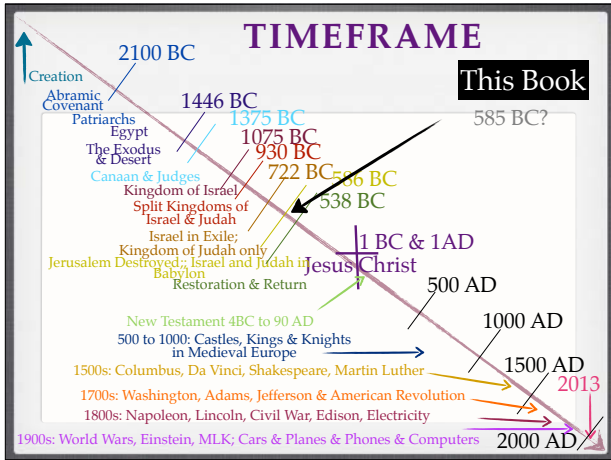 TIMEFRAME
2100 BC
This Book
Creation
585 BC?
Abramic
Covenant
1446 BC
Patriarchs
1375 BC
Egypt
1075 BC
The Exodus
& Desert
930 BC
Canaan & Judges
722 BC
586 BC
Kingdom of Israel
538 BC
Split Kingdoms of
Israel & Judah
Israel in Exile;
Kingdom of Judah only
1 BC & 1AD
Jerusalem Destroyed;; Israel and Judah in
Babylon
Jesus Christ
Restoration & Return
500 AD
New Testament 4BC to 90 AD
1000 AD
500 to 1000: Castles, Kings & Knights
in Medieval Europe
1500 AD
1500s: Columbus, Da Vinci, Shakespeare, Martin Luther
2013
1700s: Washington, Adams, Jefferson & American Revolution
1800s: Napoleon, Lincoln, Civil War, Edison, Electricity
1900s: World Wars, Einstein, MLK; Cars & Planes & Phones & Computers
2000 AD